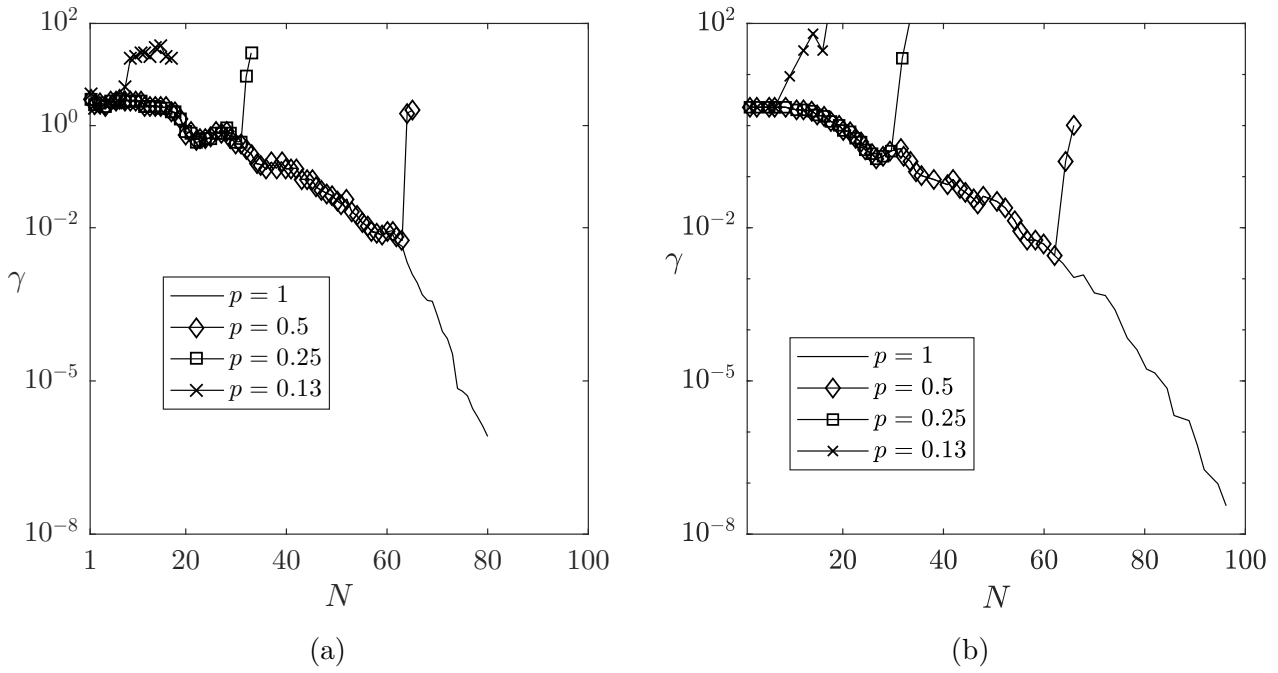 10^2
10^0
10^{-2}
γ
10^{-5}
10^{-8}
p = 1
p = 0.5
p = 0.25
p = 0.13
1 20 40 60 80 100
N
(a)
10^2
10^0
10^{-2}
γ
10^{-5}
10^{-8}
p = 1
p = 0.5
p = 0.25
p = 0.13
20 40 60 80 100
N
(b)